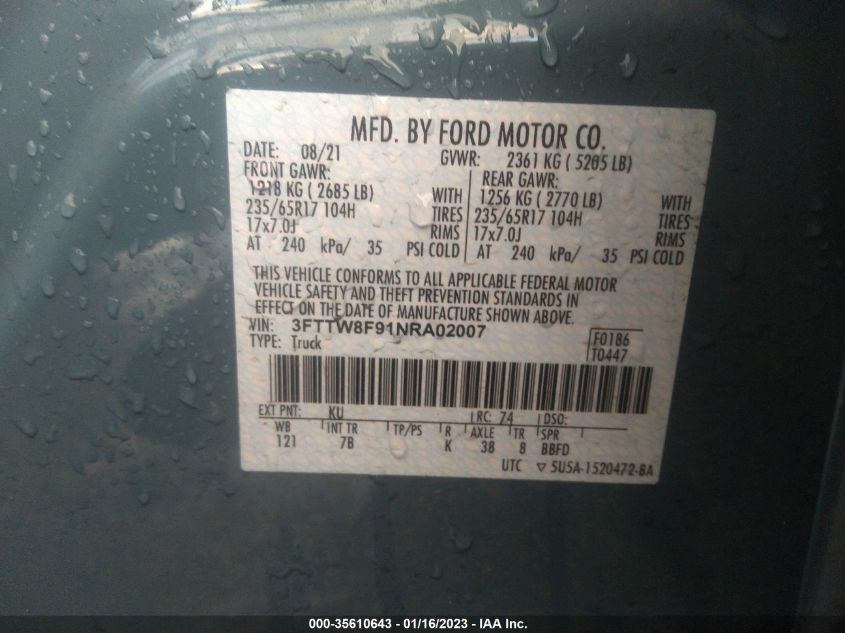 MFD. BY FORD MOTOR CO.
DATE: 08/21 GVWR: 2361 KG ( 5205 LB)
FRONT GAWR: REAR GAWR:
1218 KG ( 2685 LB) WITH 1256 KG ( 2770 LB) WITH
235/65R17 104H TIRES 235/65R17 104H TIRES
17x7.0J RIMS 17x7.0J RIMS
AT 240 kPa/ 35 PSI COLD AT 240 kPa/ 35 PSI COLD
THIS VEHICLE CONFORMS TO ALL APPLICABLE FEDERAL MOTOR
VEHICLE SAFETY AND THEFT PREVENTION STANDARDS IN
EFFECT ON THE DATE OF MANUFACTURE SHOWN ABOVE.
VIN: 3FTTW8F91NRA02007
TYPE: Truck
F0186
T0447
EXT PNT: KU RC: 74 DSO:
WB INT TR TP/PS R AXLE TR SPR
121 7B K 38 8 BBFD
UTC ▽ 5U5A-1520472-BA
000-35610643 - 01/16/2023 - IAA Inc.